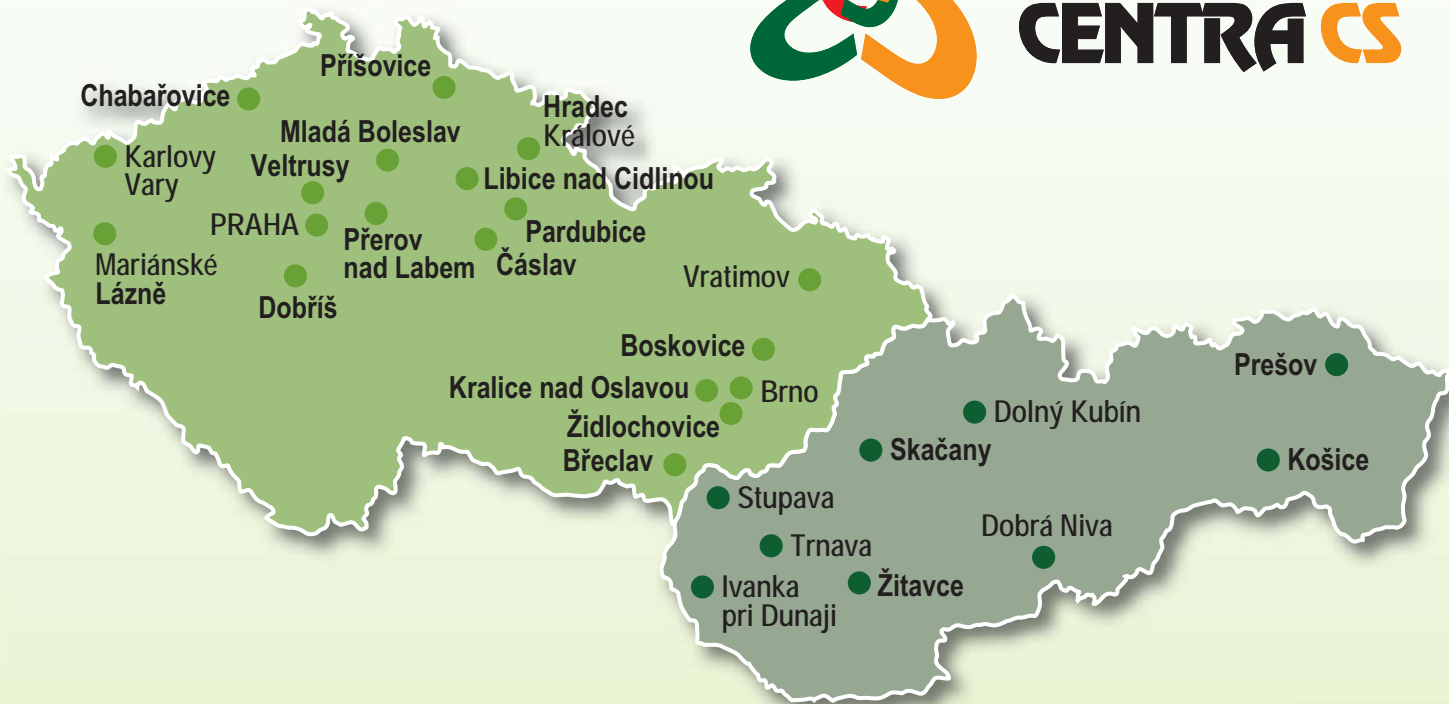 CENTRA CS
Příšovice
Chabařovice
Hradec
Králové
Mladá Boleslav
Karlovy
Vary
Veltrusy
Libice nad Cidlinou
PRAHA
Přerov
nad Labem
Pardubice
Čáslav
Mariánské
Lázně
Dobříš
Vratimov
Boskovice
Kralice nad Oslavou
Brno
Židlochovice
Břeclav
Prešov
Dolný Kubín
Skačany
Košice
Stupava
Dobrá Niva
Trnava
Ivanka
pri Dunaji
Žitavce